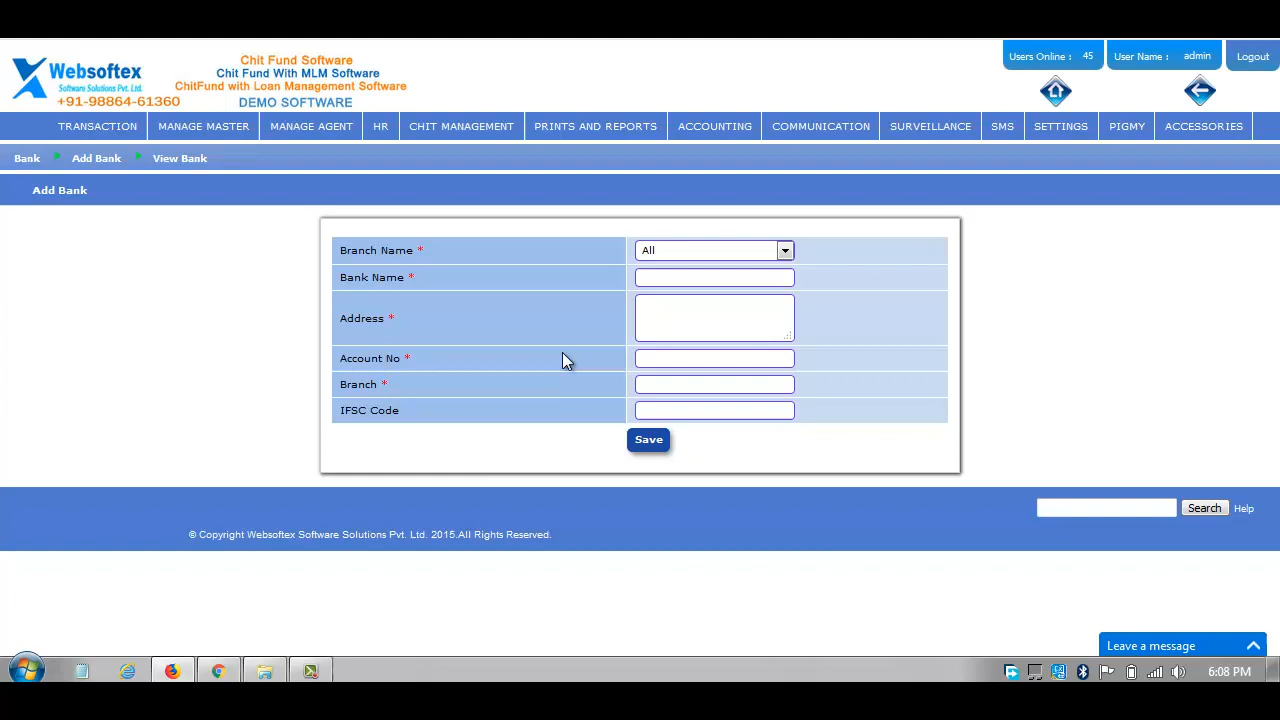 Websoftex
Software Solutions Pvt. Ltd.
+91-98864-61360
Chit Fund Software
Chit Fund With MLM Software
ChitFund with Loan Management Software
DEMO SOFTWARE
Users Online : 45
User Name : admin
Logout
TRANSACTION MANAGE MASTER MANAGE AGENT HR CHIT MANAGEMENT PRINTS AND REPORTS ACCOUNTING COMMUNICATION SURVEILLANCE SMS SETTINGS PIGMY ACCESSORIES
Bank Add Bank View Bank
Add Bank
Branch Name * All
Bank Name *
Address *
Account No *
Branch *
IFSC Code
Save
Search Help
© Copyright Websoftex Software Solutions Pvt. Ltd. 2015.All Rights Reserved.
Leave a message
6:08 PM